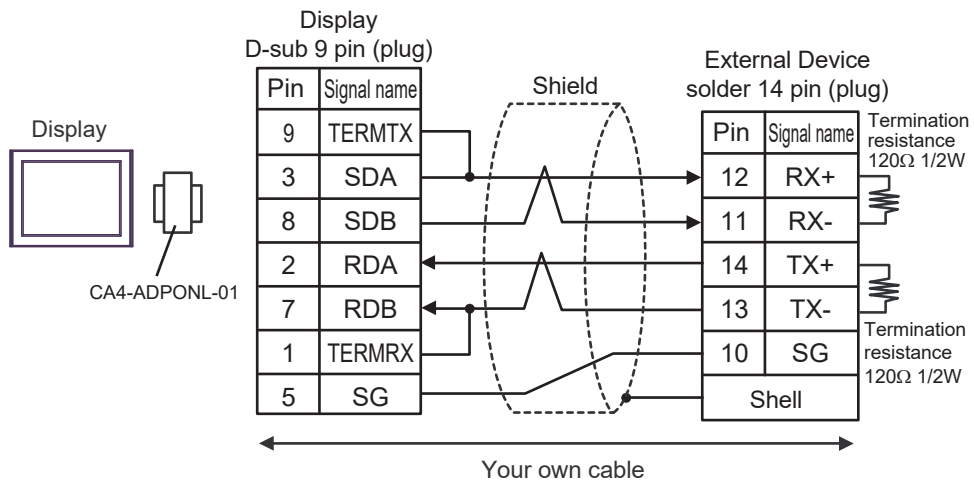 Display
D-sub 9 pin (plug)
Pin Signal name
9 TERMTX
3 SDA
8 SDB
2 RDA
7 RDB
1 TERMRX
5 SG
Shield
External Device
solder 14 pin (plug)
Pin Signal name
12 RX+
11 RX-
14 TX+
13 TX-
10 SG
Shell
Termination
resistance
120Ω 1/2W
Termination
resistance
120Ω 1/2W
Display
CA4-ADPONL-01
Your own cable